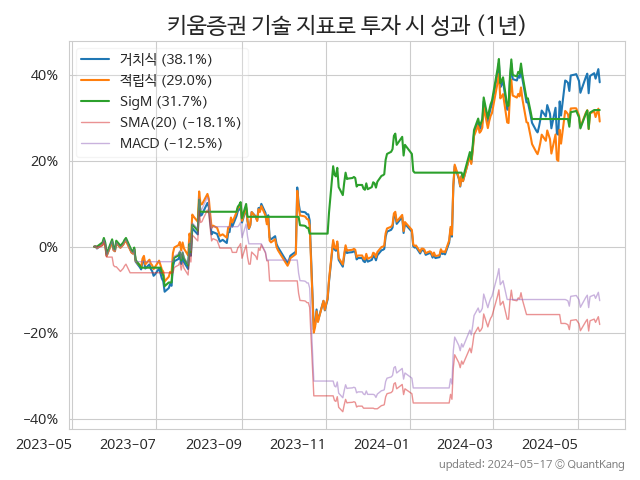 키움증권 기술 지표로 투자 시 성과 (1년)
거치식 (38.1%)
적립식 (29.0%)
SigM (31.7%)
SMA(20) (−18.1%)
MACD (−12.5%)
40%
20%
0%
−20%
−40%
2023-05 2023-07 2023-09 2023-11 2024-01 2024-03 2024-05
updated: 2024-05-17 © QuantKang